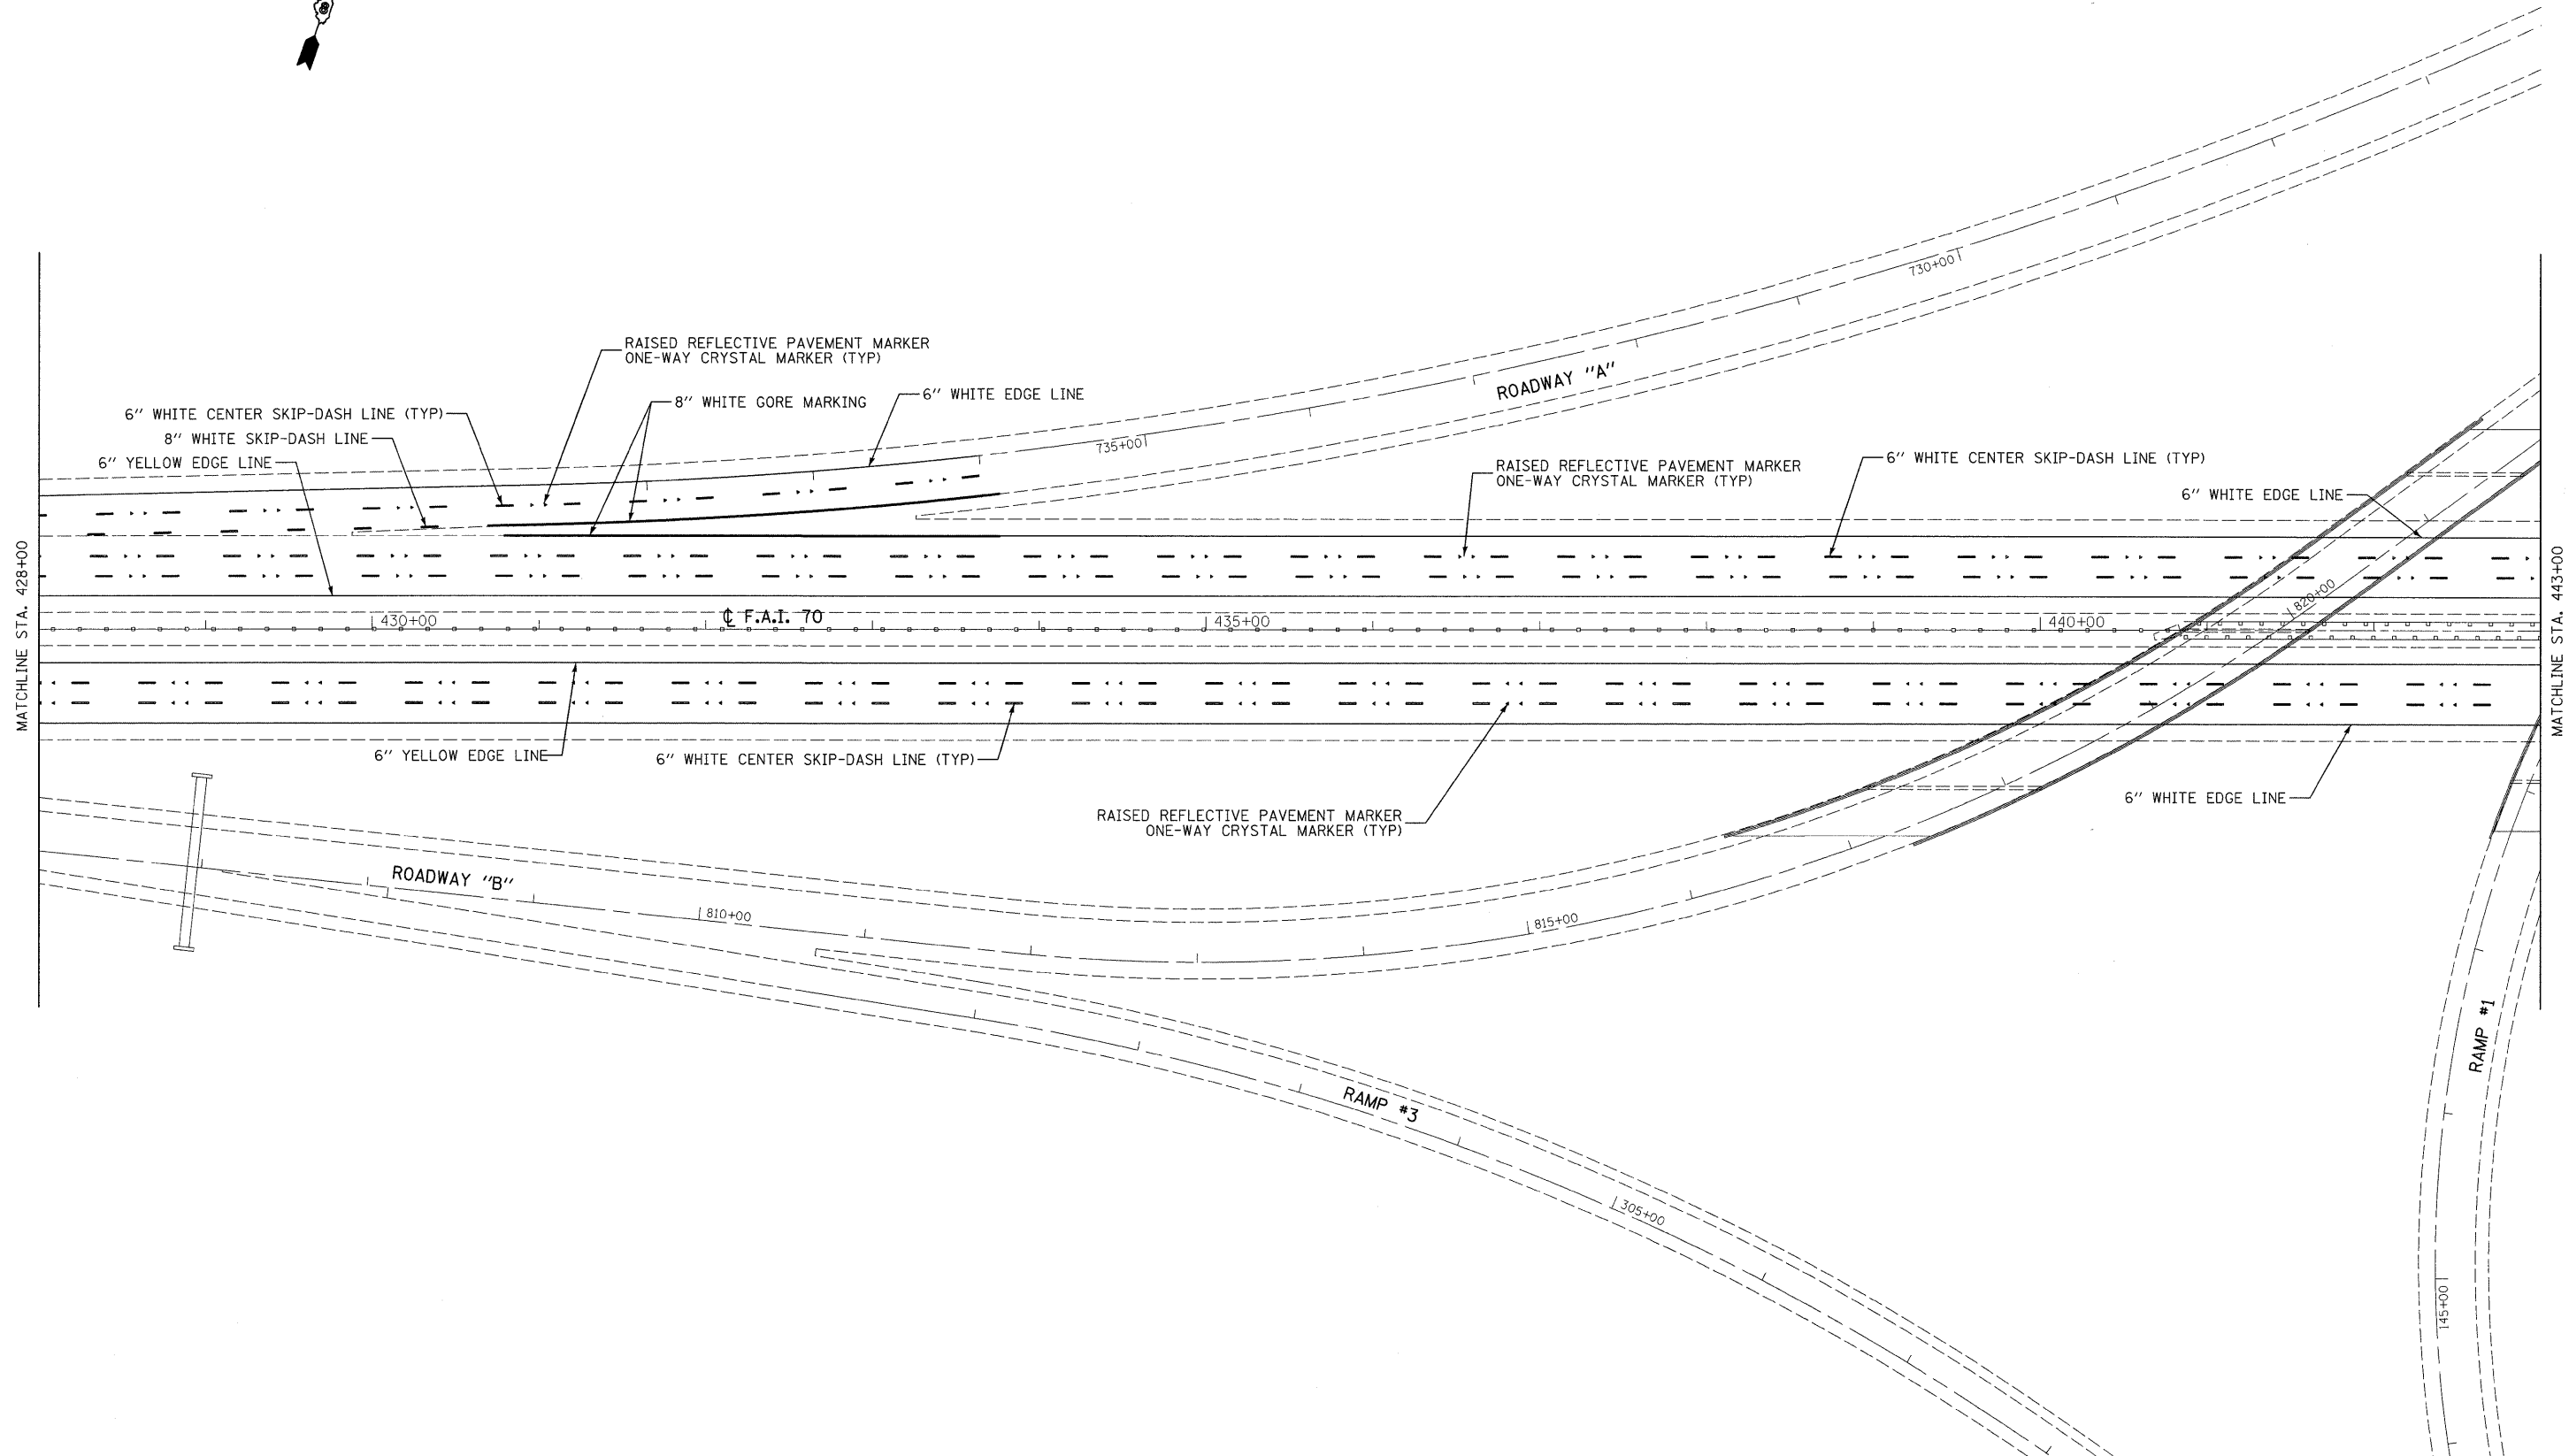 730+00
RAISED REFLECTIVE PAVEMENT MARKER
ONE-WAY CRYSTAL MARKER (TYP)
ROADWAY "A"
6" WHITE EDGE LINE
8" WHITE GORE MARKING
6" WHITE CENTER SKIP-DASH LINE (TYP)
8" WHITE SKIP-DASH LINE
735+00
6" YELLOW EDGE LINE
RAISED REFLECTIVE PAVEMENT MARKER
ONE-WAY CRYSTAL MARKER (TYP)
6" WHITE CENTER SKIP-DASH LINE (TYP)
6" WHITE EDGE LINE
MATCHLINE STA. 428+00
MATCHLINE STA. 443+00
820+00
430+00
℄ F.A.I. 70
435+00
440+00
6" YELLOW EDGE LINE
6" WHITE CENTER SKIP-DASH LINE (TYP)
6" WHITE EDGE LINE
RAISED REFLECTIVE PAVEMENT MARKER
ONE-WAY CRYSTAL MARKER (TYP)
ROADWAY "B"
810+00
815+00
RAMP #1
RAMP #3
305+00
145+00